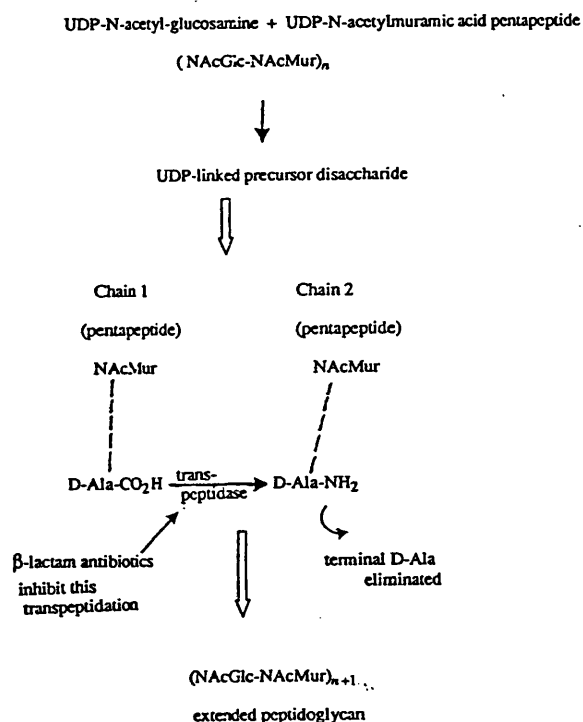 UDP-N-acetyl-glucosamine + UDP-N-acetylmuramic acid pentapeptide
(NAcGlc-NAcMur)n
UDP-linked precursor disaccharide
Chain 1 Chain 2
(pentapeptide) (pentapeptide)
NAcMur NAcMur
D-Ala-CO2H trans-peptidase D-Ala-NH2
β-lactam antibiotics
inhibit this
transpeptidation
terminal D-Ala
eliminated
(NAcGlc-NAcMur)n+1
extended peptidoglycan